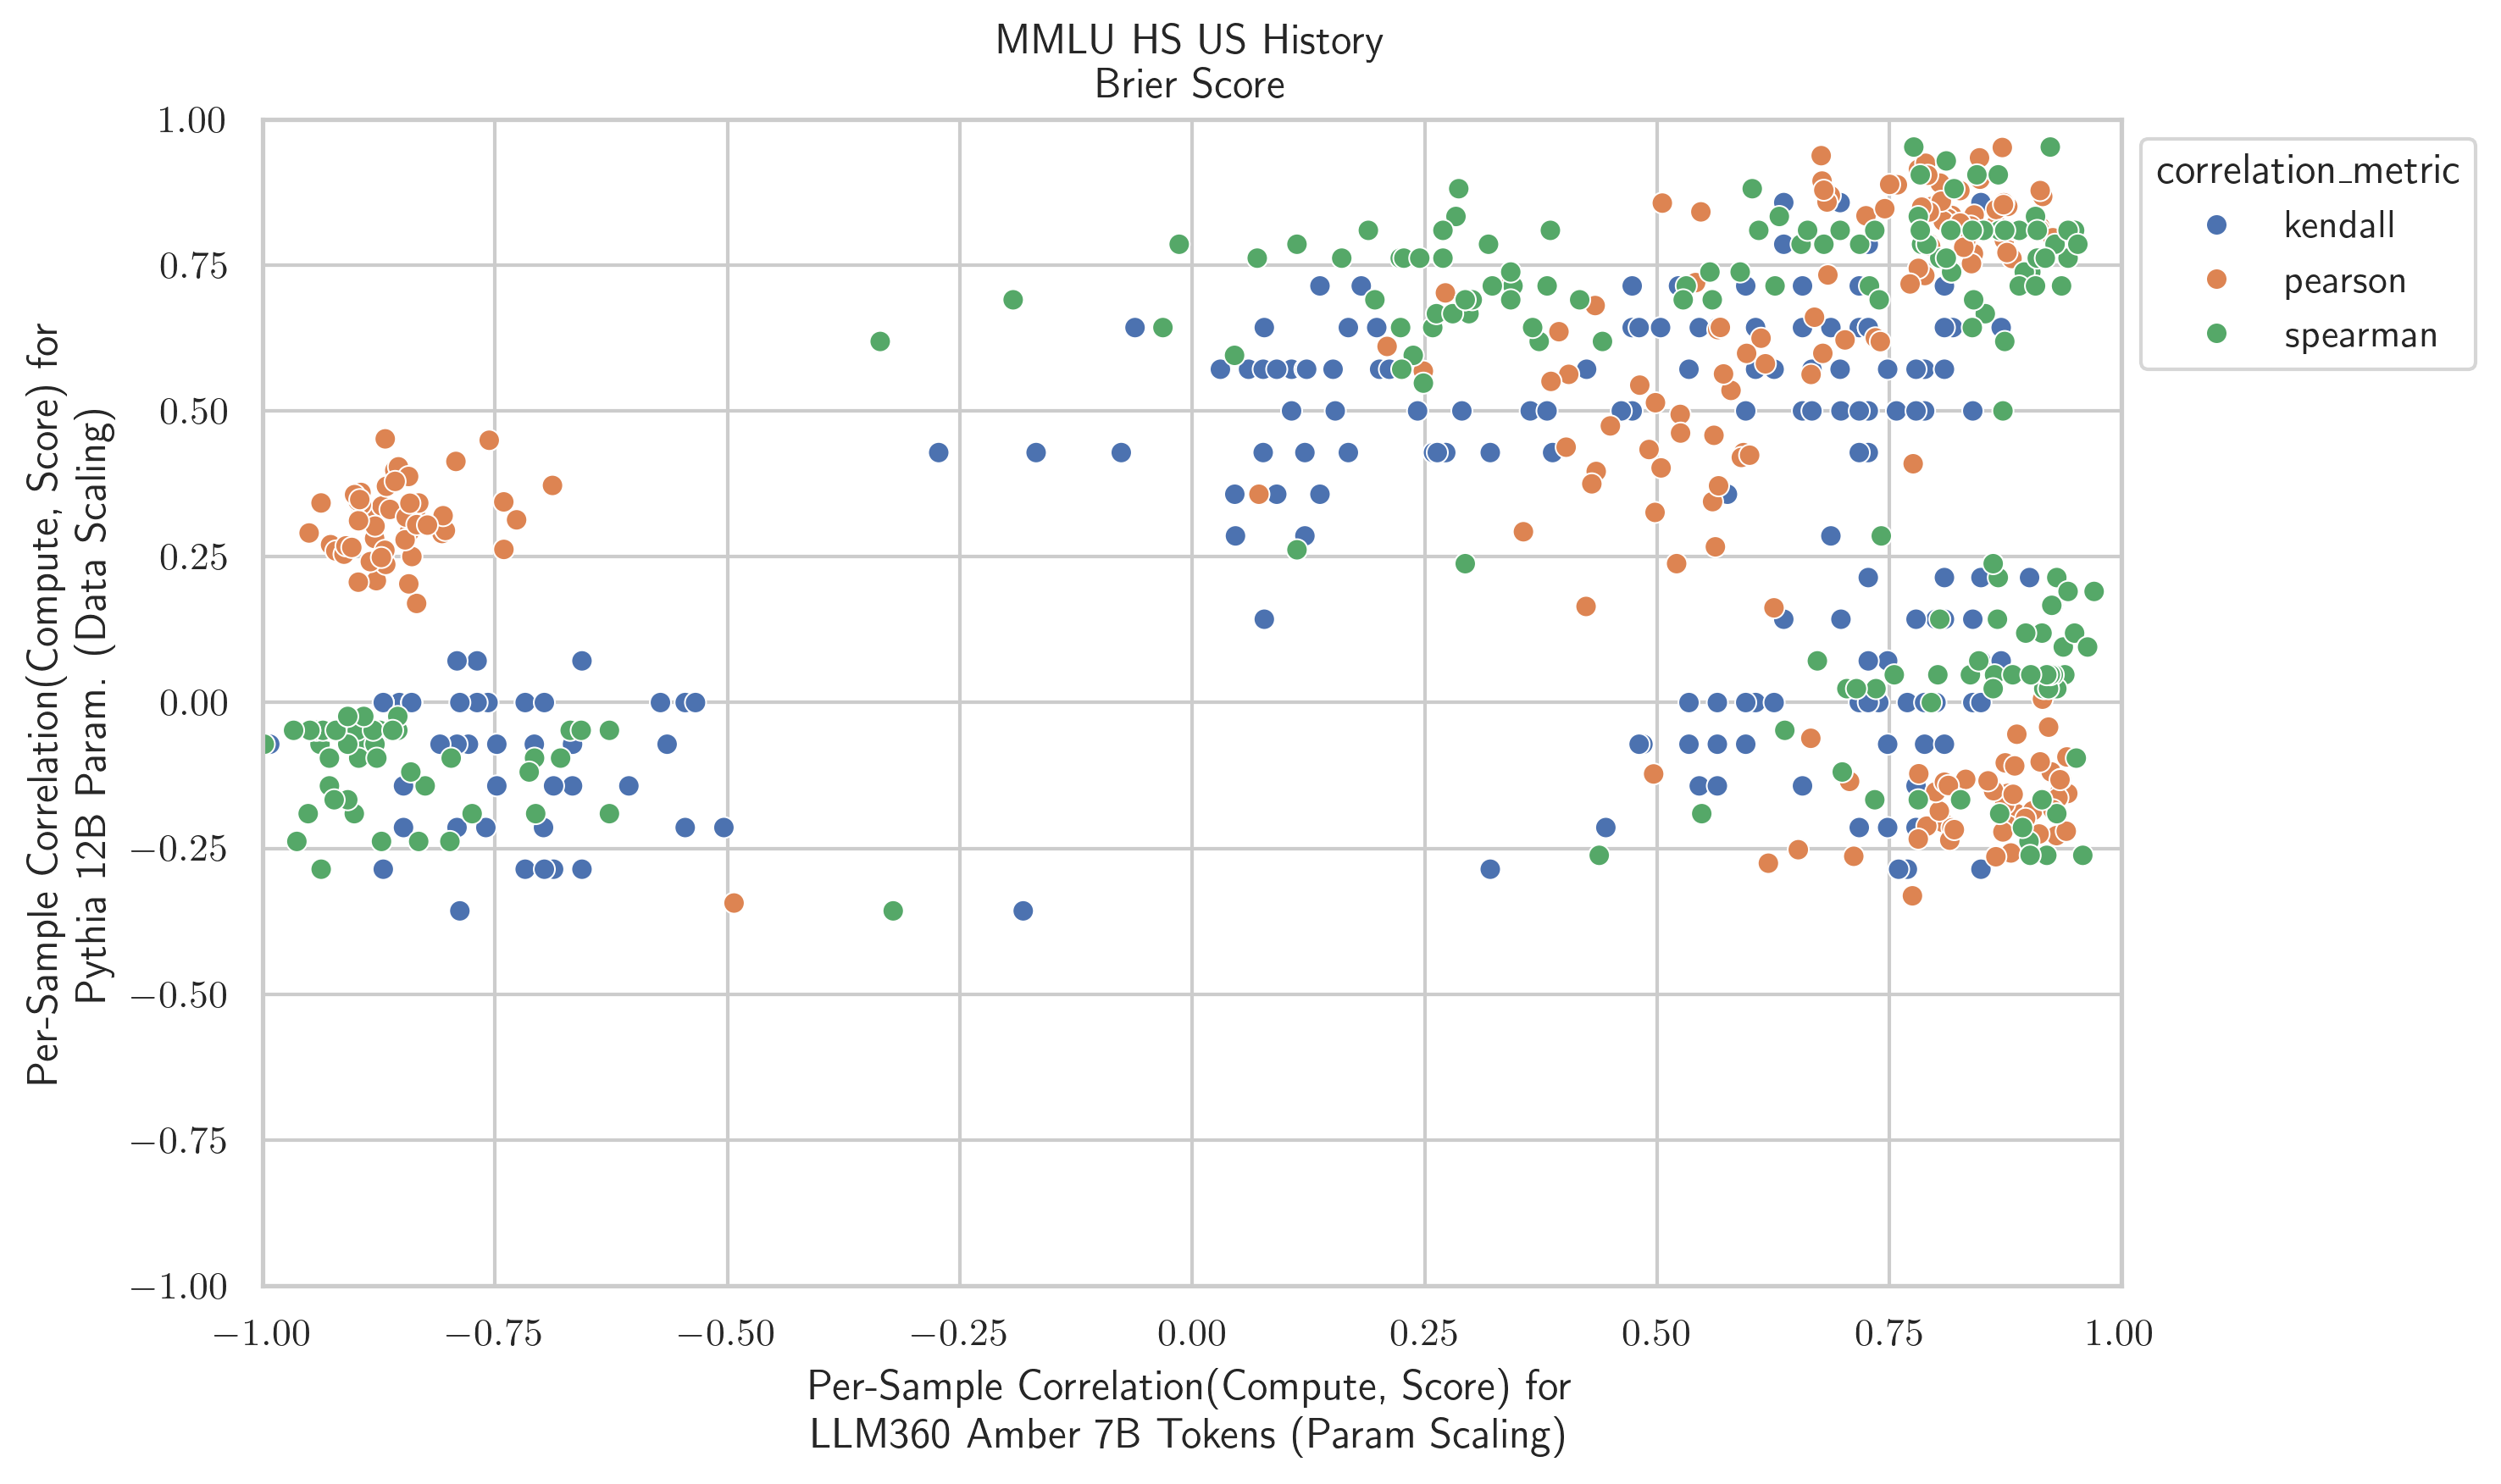 MMLU HS US History
Brier Score
Per-Sample Correlation(Compute, Score) for
Pythia 12B Param. (Data Scaling)
1.00
0.75
0.50
0.25
0.00
−0.25
−0.50
−0.75
−1.00
−1.00
−0.75
−0.50
−0.25
0.00
0.25
0.50
0.75
1.00
Per-Sample Correlation(Compute, Score) for
LLM360 Amber 7B Tokens (Param Scaling)
correlation_metric
kendall
pearson
spearman